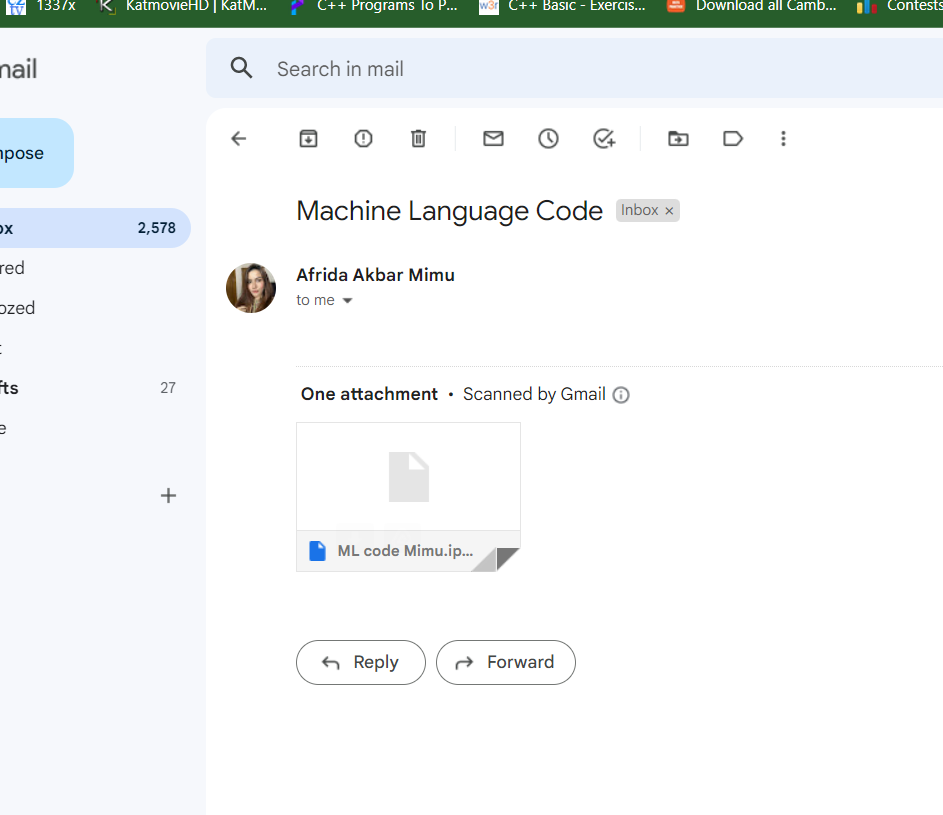 1337x KatmovieHD | KatM... C++ Programs To P... w3r C++ Basic - Exercis... Download all Camb... Contests
mail
Search in mail
mpose
Machine Language Code Inbox ×
ox 2,578
rred
ozed
t
fts 27
e
Afrida Akbar Mimu
to me
One attachment • Scanned by Gmail
ML code Mimu.ip...
Reply Forward